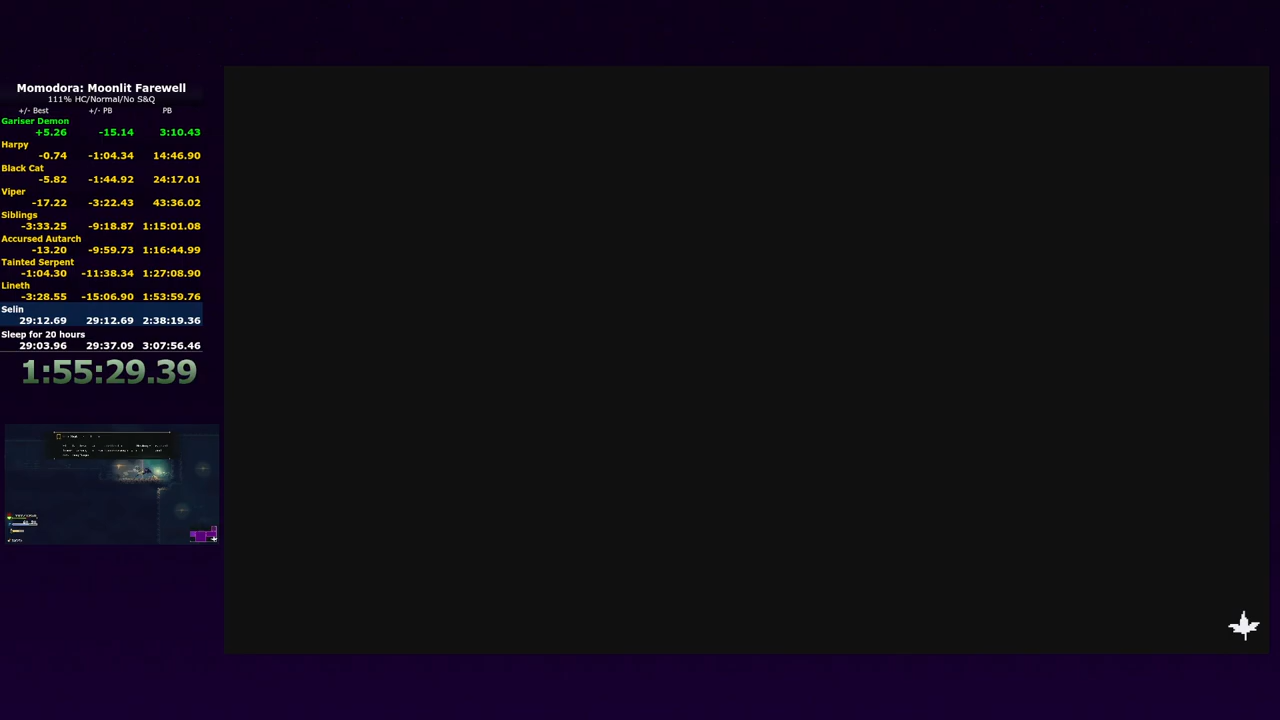 Momodora: Moonlit Farewell
111% HC/Normal/No S&Q
+/- Best +/- PB PB
Gariser Demon
+5.26 -15.14 3:10.43
Harpy
-0.74 -1:04.34 14:46.90
Black Cat
-5.82 -1:44.92 24:17.01
Viper
-17.22 -3:22.43 43:36.02
Siblings
-3:33.25 -9:18.87 1:15:01.08
Accursed Autarch
-13.20 -9:59.73 1:16:44.99
Tainted Serpent
-1:04.30 -11:38.34 1:27:08.90
Lineth
-3:28.55 -15:06.90 1:53:59.76
Selin
29:12.69 29:12.69 2:38:19.36
Sleep for 20 hours
29:03.96 29:37.09 3:07:56.46
1:55:29.39